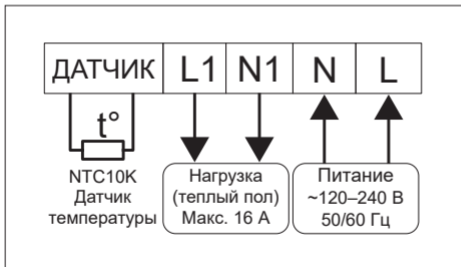 ДАТЧИК L1 N1 N L
t°
NTC10K
Датчик
температуры
Нагрузка
(теплый пол)
Макс. 16 А
Питание
~120–240 В
50/60 Гц